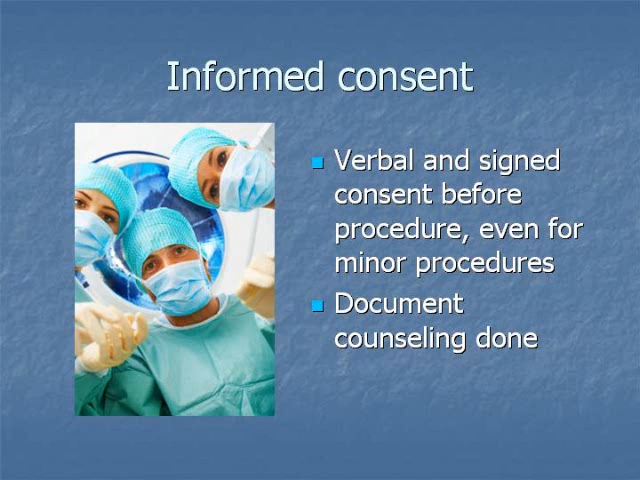 Informed consent
Verbal and signed
consent before
procedure, even for
minor procedures
Document
counseling done